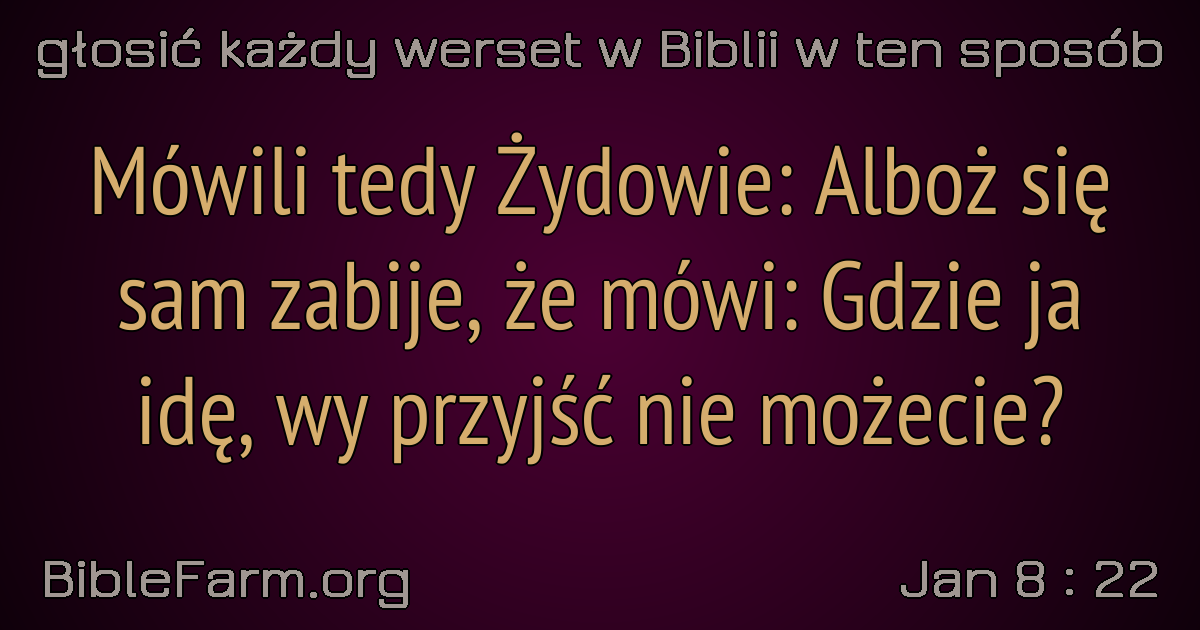 głosić każdy werset w Biblii w ten sposób
Mówili tedy Żydowie: Alboż się
sam zabije, że mówi: Gdzie ja
idę, wy przyjść nie możecie?
BibleFarm.org
Jan 8 : 22